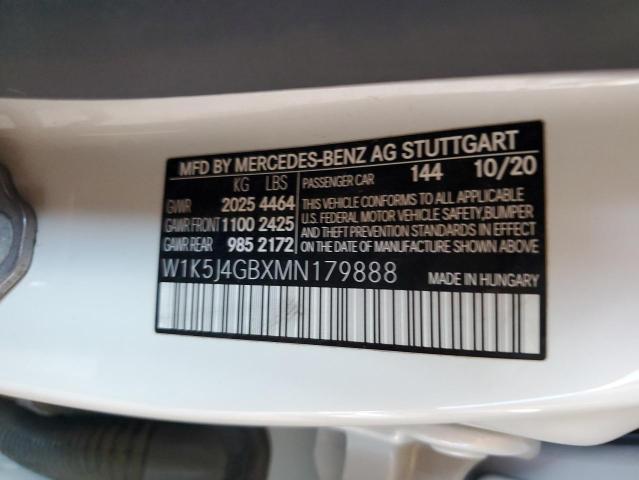 MFD BY MERCEDES-BENZ AG STUTTGART
KG LBS PASSENGER CAR 144 10/20
GVWR 2025 4464
GAWR FRONT 1100 2425
GAWR REAR 985 2172
THIS VEHICLE CONFORMS TO ALL APPLICABLE
U.S. FEDERAL MOTOR VEHICLE SAFETY, BUMPER
AND THEFT PREVENTION STANDARDS IN EFFECT
ON THE DATE OF MANUFACTURE SHOWN ABOVE
W1K5J4GBXMN179888
MADE IN HUNGARY